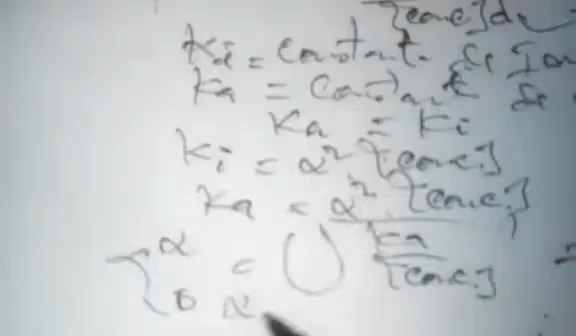 [conc]
Ki = constant
Ka = Constant
Ka = Ki
Ki = α² [conc.]
Ka = α² [conc.]
α = Ka
[conc.]
α